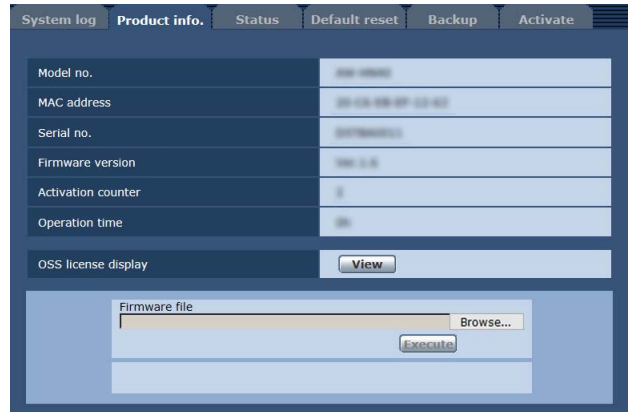 System log Product info. Status Default reset Backup Activate
Model no.
MAC address
Serial no.
Firmware version
Activation counter
Operation time
OSS license display View
Firmware file
Browse...
Execute